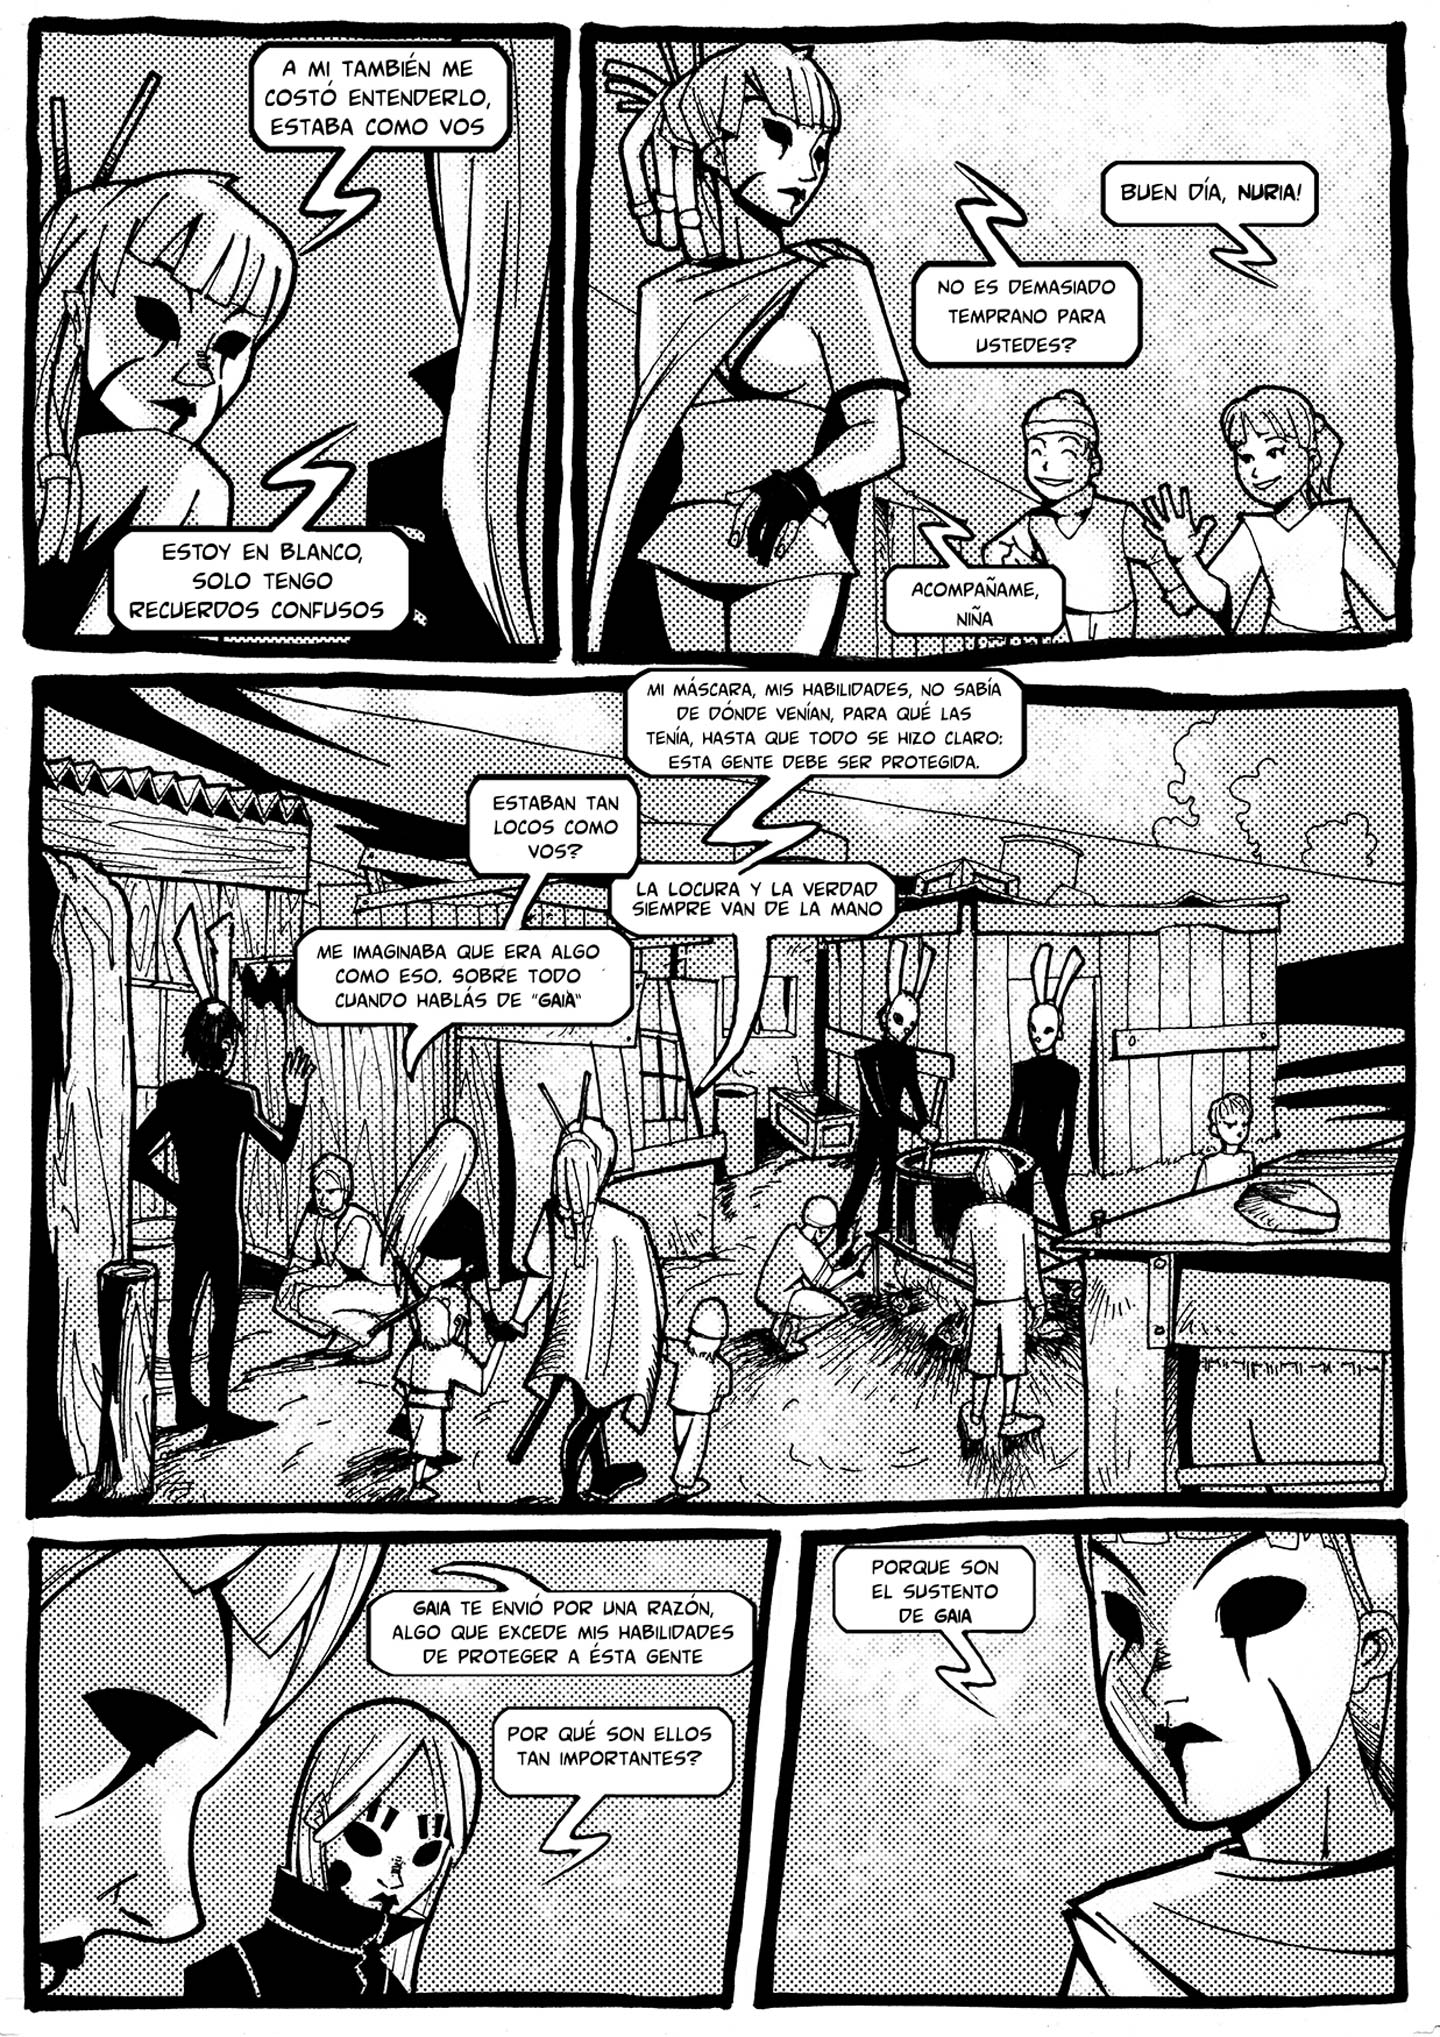 A MI TAMBIÉN ME
COSTÓ ENTENDERLO,
ESTABA COMO VOS
ESTOY EN BLANCO,
SOLO TENGO
RECUERDOS CONFUSOS
BUEN DÍA, NURIA!
NO ES DEMASIADO
TEMPRANO PARA
USTEDES?
ACOMPAÑAME,
NIÑA
MI MÁSCARA, MIS HABILIDADES, NO SABÍA
DE DÓNDE VENÍAN, PARA QUÉ LAS
TENÍA, HASTA QUE TODO SE HIZO CLARO:
ESTA GENTE DEBE SER PROTEGIDA.
ESTABAN TAN
LOCOS COMO
VOS?
LA LOCURA Y LA VERDAD
SIEMPRE VAN DE LA MANO
ME IMAGINABA QUE ERA ALGO
COMO ESO. SOBRE TODO
CUANDO HABLÁS DE "GAIÀ"
GAIA TE ENVIÓ POR UNA RAZÓN,
ALGO QUE EXCEDE MIS HABILIDADES
DE PROTEGER A ÉSTA GENTE
POR QUÉ SON ELLOS
TAN IMPORTANTES?
PORQUE SON
EL SUSTENTO
DE GAIA